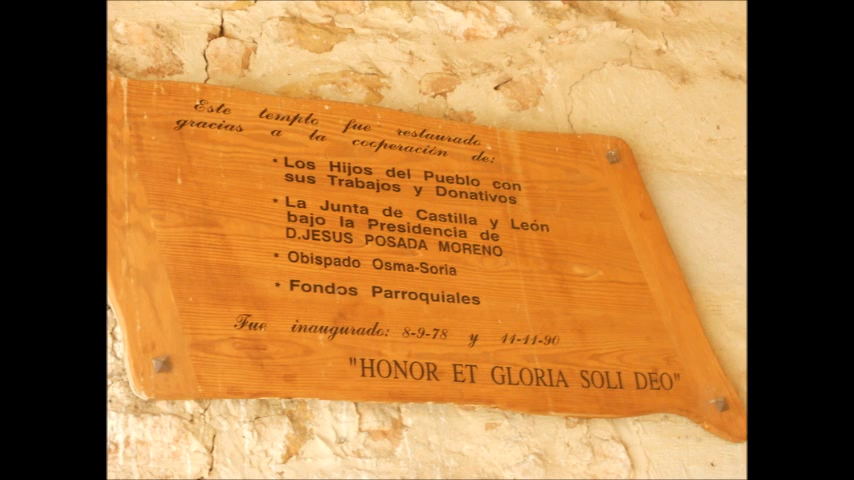 Este templo fue restaurado
gracias a la cooperación de:
· Los Hijos del Pueblo con
sus Trabajos y Donativos
· La Junta de Castilla y León
bajo la Presidencia de
D.JESUS POSADA MORENO
· Obispado Osma-Soria
· Fondos Parroquiales
Fue inaugurado: 8-9-78 y 11-11-90
"HONOR ET GLORIA SOLI DEO"